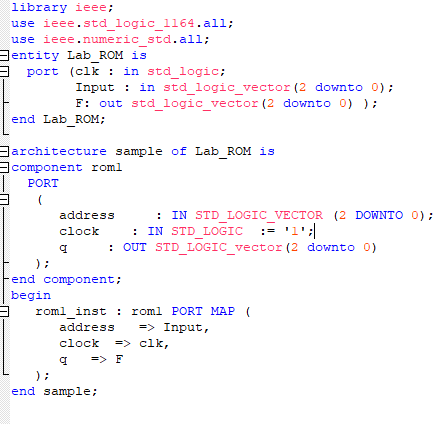 library ieee;
use ieee.std_logic_1164.all;
use ieee.numeric_std.all;
entity Lab_ROM is
port (clk : in std_logic;
Input : in std_logic_vector(2 downto 0);
F: out std_logic_vector(2 downto 0) );
end Lab_ROM;
architecture sample of Lab_ROM is
component rom1
PORT
(
address : IN STD_LOGIC_VECTOR (2 DOWNTO 0);
clock : IN STD_LOGIC := '1';
q : OUT STD_LOGIC_vector(2 downto 0)
);
end component;
begin
rom1_inst : rom1 PORT MAP (
address => Input,
clock => clk,
q => F
);
end sample;